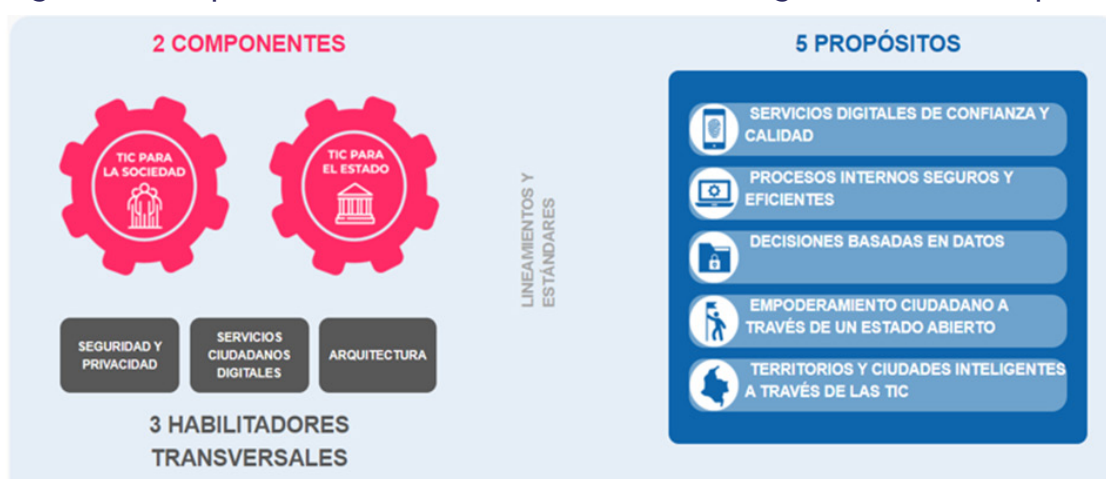 2 COMPONENTES
TIC PARA
LA SOCIEDAD
TIC PARA
EL ESTADO
SEGURIDAD Y
PRIVACIDAD
SERVICIOS
CIUDADANOS
DIGITALES
ARQUITECTURA
3 HABILITADORES
TRANSVERSALES
LINEAMIENTOS Y
ESTÁNDARES
5 PROPÓSITOS
SERVICIOS DIGITALES DE CONFIANZA Y
CALIDAD
PROCESOS INTERNOS SEGUROS Y
EFICIENTES
DECISIONES BASADAS EN DATOS
EMPODERAMIENTO CIUDADANO A
TRAVÉS DE UN ESTADO ABIERTO
TERRITORIOS Y CIUDADES INTELIGENTES
A TRAVÉS DE LAS TIC